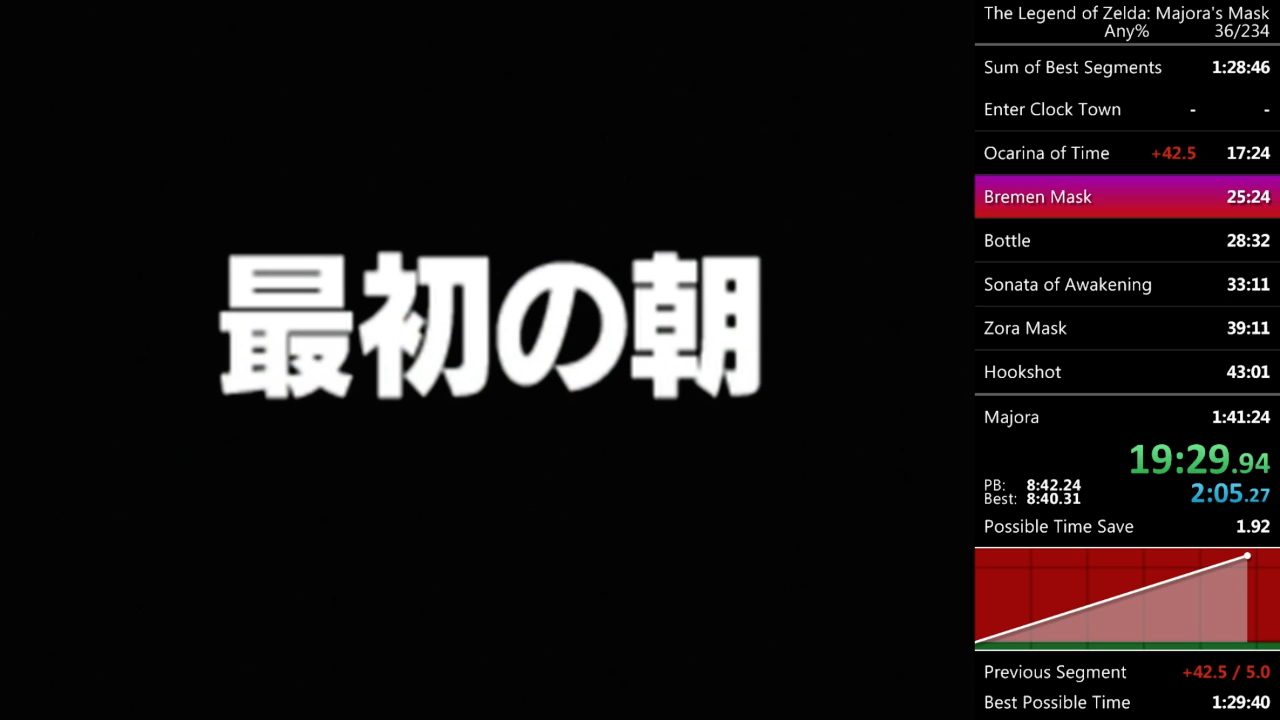 最初の朝
The Legend of Zelda: Majora's Mask
Any% 36/234
Sum of Best Segments 1:28:46
Enter Clock Town - -
Ocarina of Time +42.5 17:24
Bremen Mask 25:24
Bottle 28:32
Sonata of Awakening 33:11
Zora Mask 39:11
Hookshot 43:01
Majora 1:41:24
19:29.94
PB: 8:42.24
Best: 8:40.31
2:05.27
Possible Time Save 1.92
Previous Segment +42.5 / 5.0
Best Possible Time 1:29:40